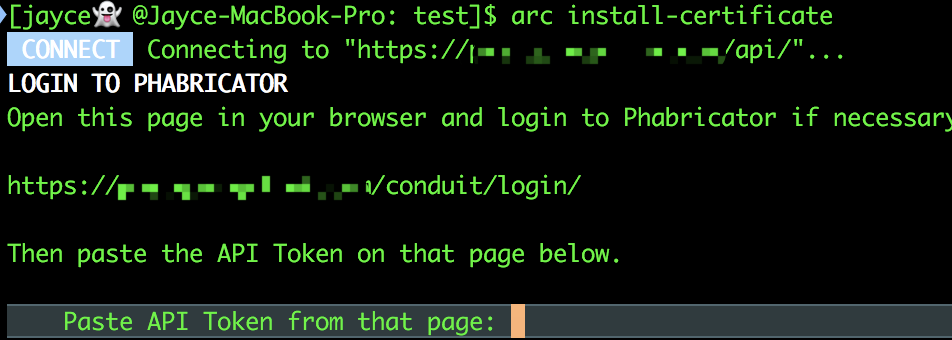 [jayce👻 @Jayce-MacBook-Pro: test]$ arc install-certificate
CONNECT Connecting to "https:///api/"...
LOGIN TO PHABRICATOR
Open this page in your browser and login to Phabricator if necessary
https:///conduit/login/
Then paste the API Token on that page below.
Paste API Token from that page: